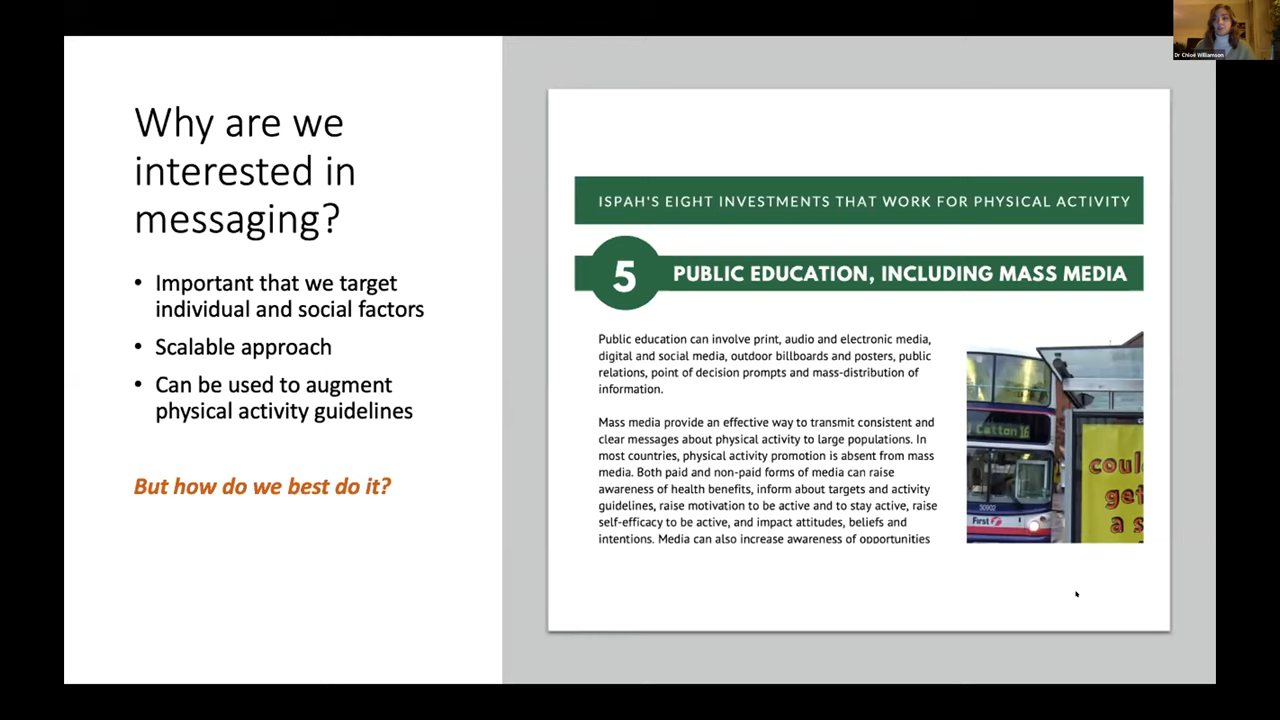 Dr Chloë Williamson
Why are we
interested in
messaging?
• Important that we target
individual and social factors
• Scalable approach
• Can be used to augment
physical activity guidelines
But how do we best do it?
ISPAH'S EIGHT INVESTMENTS THAT WORK FOR PHYSICAL ACTIVITY
5 PUBLIC EDUCATION, INCLUDING MASS MEDIA
Public education can involve print, audio and electronic media,
digital and social media, outdoor billboards and posters, public
relations, point of decision prompts and mass-distribution of
information.
Mass media provide an effective way to transmit consistent and
clear messages about physical activity to large populations. In
most countries, physical activity promotion is absent from mass
media. Both paid and non-paid forms of media can raise
awareness of health benefits, inform about targets and activity
guidelines, raise motivation to be active and to stay active, raise
self-efficacy to be active, and impact attitudes, beliefs and
intentions. Media can also increase awareness of opportunities
Catton 16
30902
First
coul
get
a s